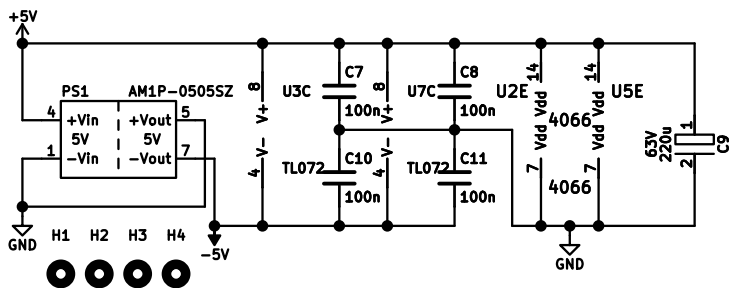 +5V
PS1 AM1P-0505SZ
4 +Vin +Vout 5
5V 5V
1 -Vin -Vout 7
GND
-5V
H1 H2 H3 H4
8 V+ U3C
V- 4 TL072
C7
100n
C10
100n
8 V+ U7C
V- 4 TL072
C8
100n
C11
100n
U2E 14 Vdd
Vdd 7 4066
14 Vdd U5E
Vdd 7 4066
GND
63V
220u
1
2
C9